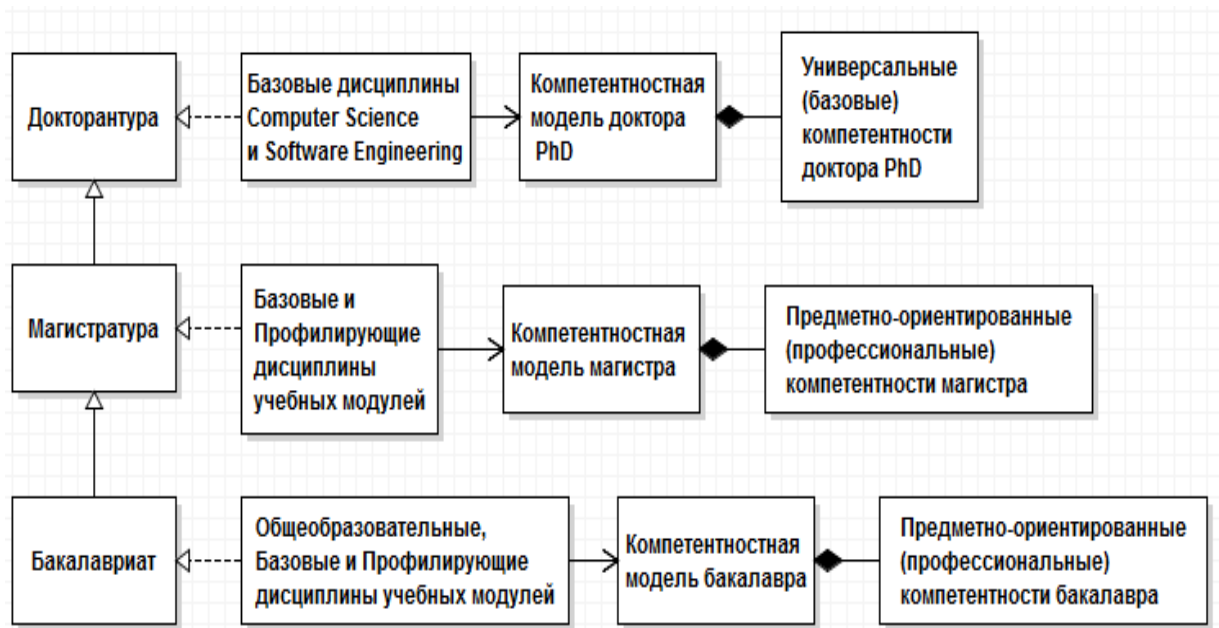 Докторантура
Базовые дисциплины
Computer Science
и Software Engineering
Компетентностная
модель доктора
PhD
Универсальные
(базовые)
компетентности
доктора PhD
Магистратура
Базовые и
Профилирующие
дисциплины
учебных модулей
Компетентностная
модель магистра
Предметно-ориентированные
(профессиональные)
компетентности магистра
Бакалавриат
Общеобразовательные,
Базовые и Профилирующие
дисциплины учебных модулей
Компетентностная
модель бакалавра
Предметно-ориентированные
(профессиональные)
компетентности бакалавра